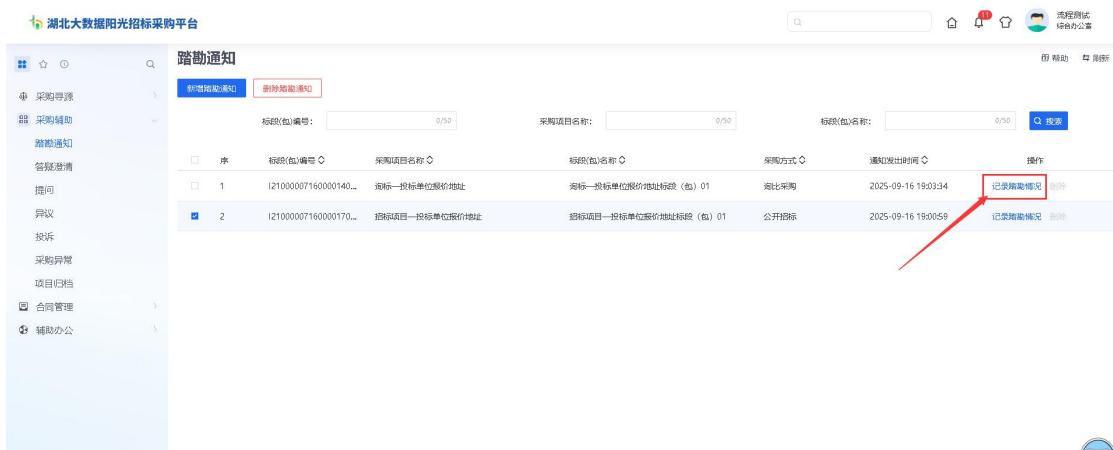 湖北大数据阳光招标采购平台
11
流程测试
综合办公室
踏勘通知
帮助 刷新
新增踏勘通知 删除踏勘通知
采购寻源
采购辅助
踏勘通知
答疑澄清
提问
异议
投诉
采购异常
项目归档
合同管理
辅助办公
标段(包)编号： 0/50 采购项目名称： 0/50 标段(包)名称： 0/50 搜索
序 标段(包)编号 采购项目名称 标段(包)名称 采购方式 通知发出时间 操作
1 I21000007160000140... 询标—投标单位报价地址 询标—投标单位报价地址标段（包）01 询比采购 2025-09-16 19:03:34 记录踏勘情况 删除
2 I21000007160000170... 招标项目—投标单位报价地址 招标项目—投标单位报价地址标段（包）01 公开招标 2025-09-16 19:00:59 记录踏勘情况 删除